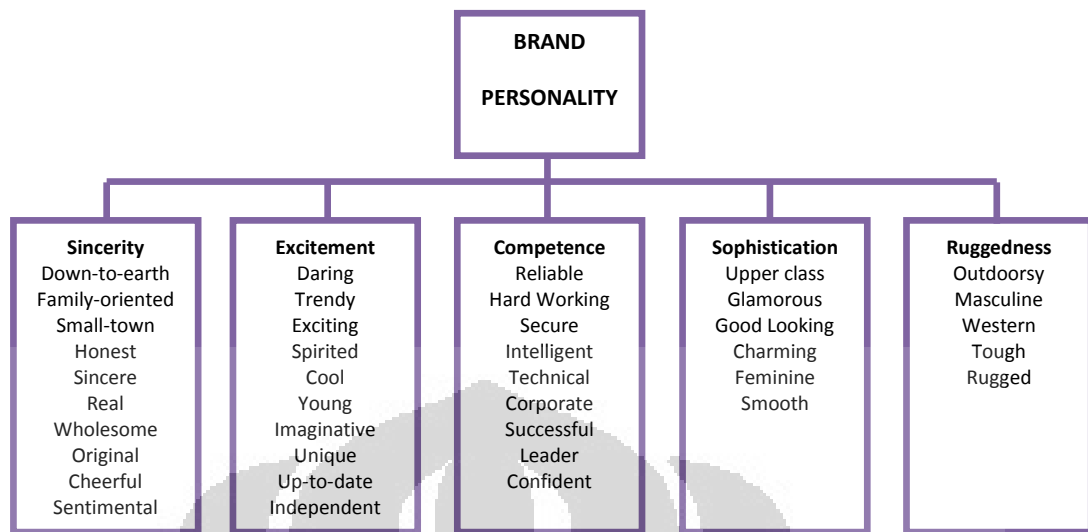 BRAND
PERSONALITY
Sincerity
Down-to-earth
Family-oriented
Small-town
Honest
Sincere
Real
Wholesome
Original
Cheerful
Sentimental
Excitement
Daring
Trendy
Exciting
Spirited
Cool
Young
Imaginative
Unique
Up-to-date
Independent
Competence
Reliable
Hard Working
Secure
Intelligent
Technical
Corporate
Successful
Leader
Confident
Sophistication
Upper class
Glamorous
Good Looking
Charming
Feminine
Smooth
Ruggedness
Outdoorsy
Masculine
Western
Tough
Rugged